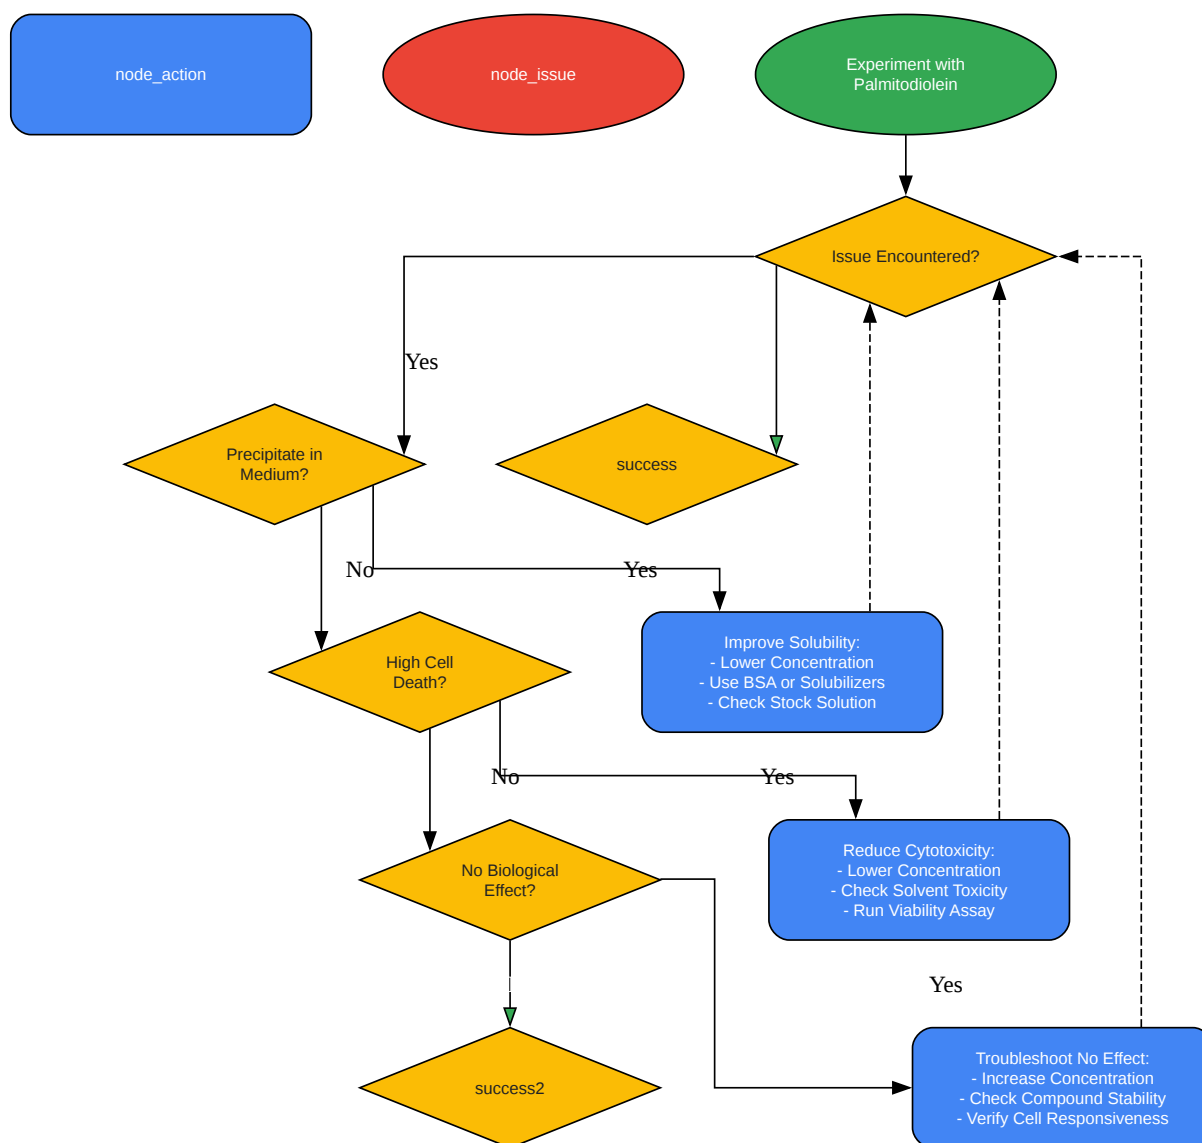 node_action
node_issue
Experiment with
Palmitodiolein
Issue Encountered?
Yes
Precipitate in
Medium?
success
No
Yes
Improve Solubility:
- Lower Concentration
- Use BSA or Solubilizers
- Check Stock Solution
High Cell
Death?
No
Yes
Reduce Cytotoxicity:
- Lower Concentration
- Check Solvent Toxicity
- Run Viability Assay
No Biological
Effect?
Yes
Troubleshoot No Effect:
- Increase Concentration
- Check Compound Stability
- Verify Cell Responsiveness
success2